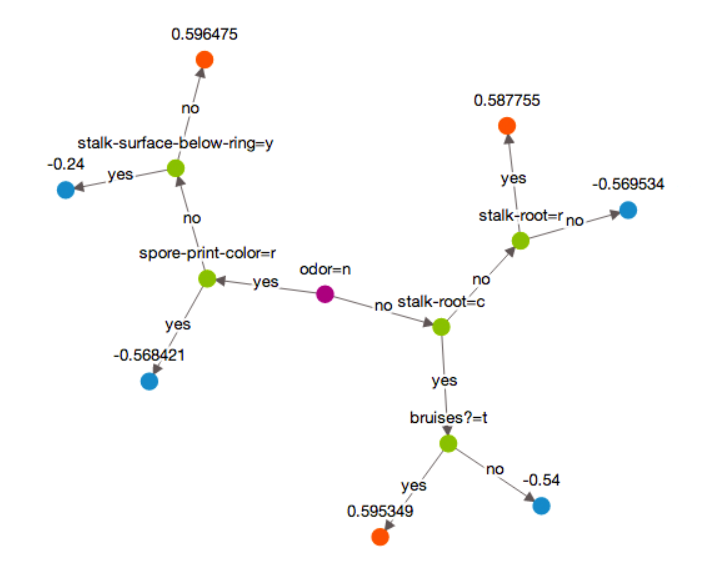 0.596475
no
0.587755
stalk-surface-below-ring=y
-0.24
yes
yes
-0.569534
no
stalk-root=r
no
spore-print-color=r
odor=n
yes
no
stalk-root=c
no
yes
-0.568421
yes
bruises?=t
no
-0.54
yes
0.595349